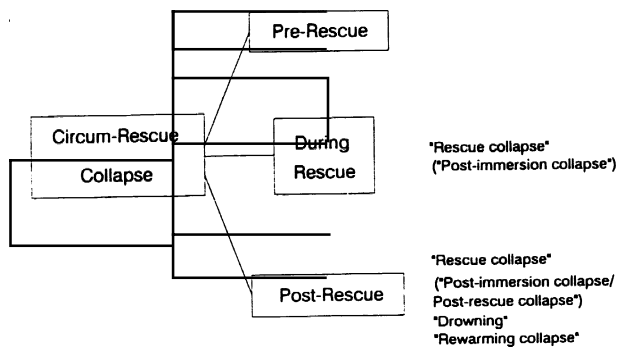 Pre-Rescue
Circum-Rescue
Collapse
During
Rescue
"Rescue collapse"
("Post-immersion collapse")
Post-Rescue
"Rescue collapse"
("Post-immersion collapse/
Post-rescue collapse")
"Drowning"
"Rewarming collapse"